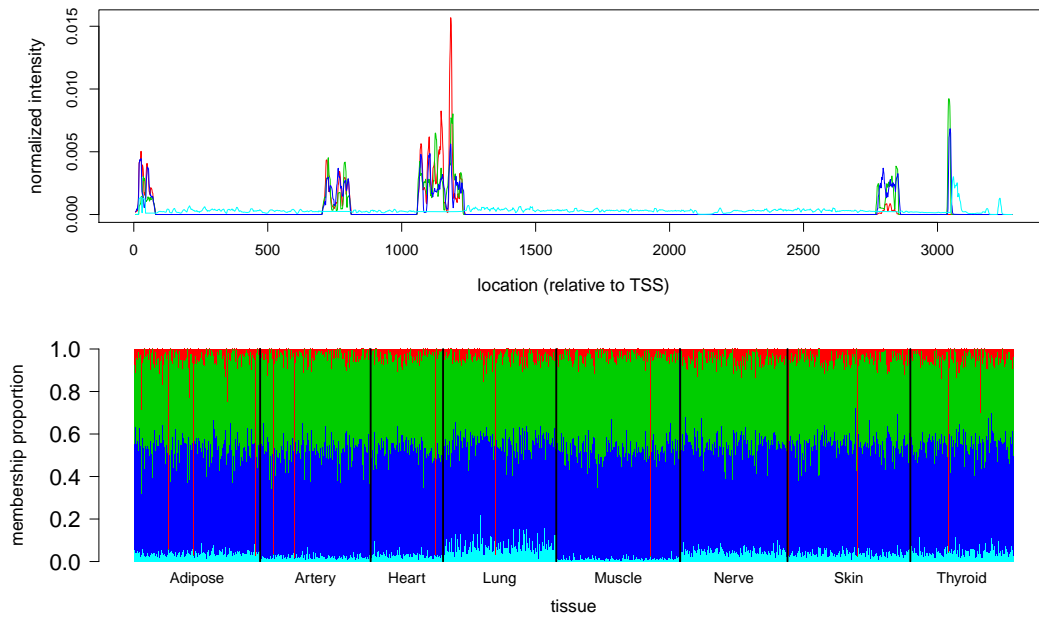 0.015
0.010
0.005
0.000
normalized intensity
0 500 1000 1500 2000 2500 3000
location (relative to TSS)
1.0
0.8
0.6
0.4
0.2
0.0
membership proportion
Adipose Artery Heart Lung Muscle Nerve Skin Thyroid
tissue